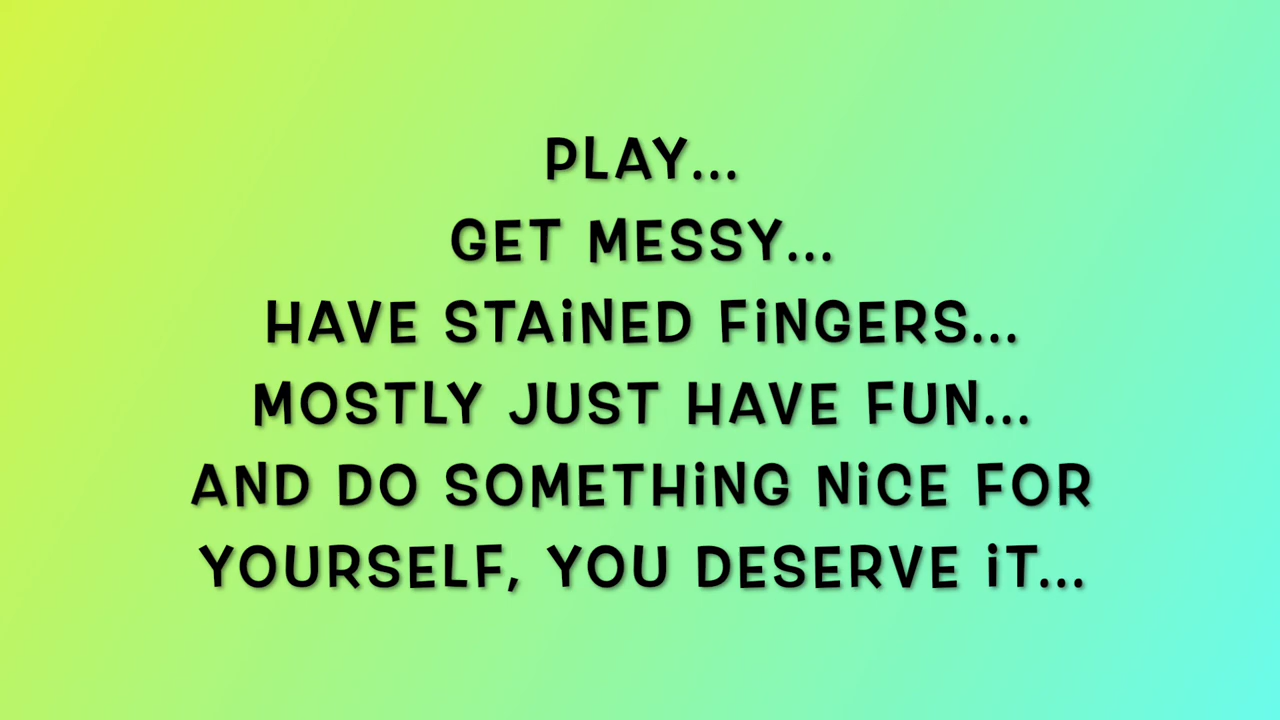 PLAY...
GET MESSY...
HAVE STAiNED FiNGERS...
MOSTLY JUST HAVE FUN...
AND DO SOMETHiNG NiCE FOR
YOURSELF, YOU DESERVE iT...